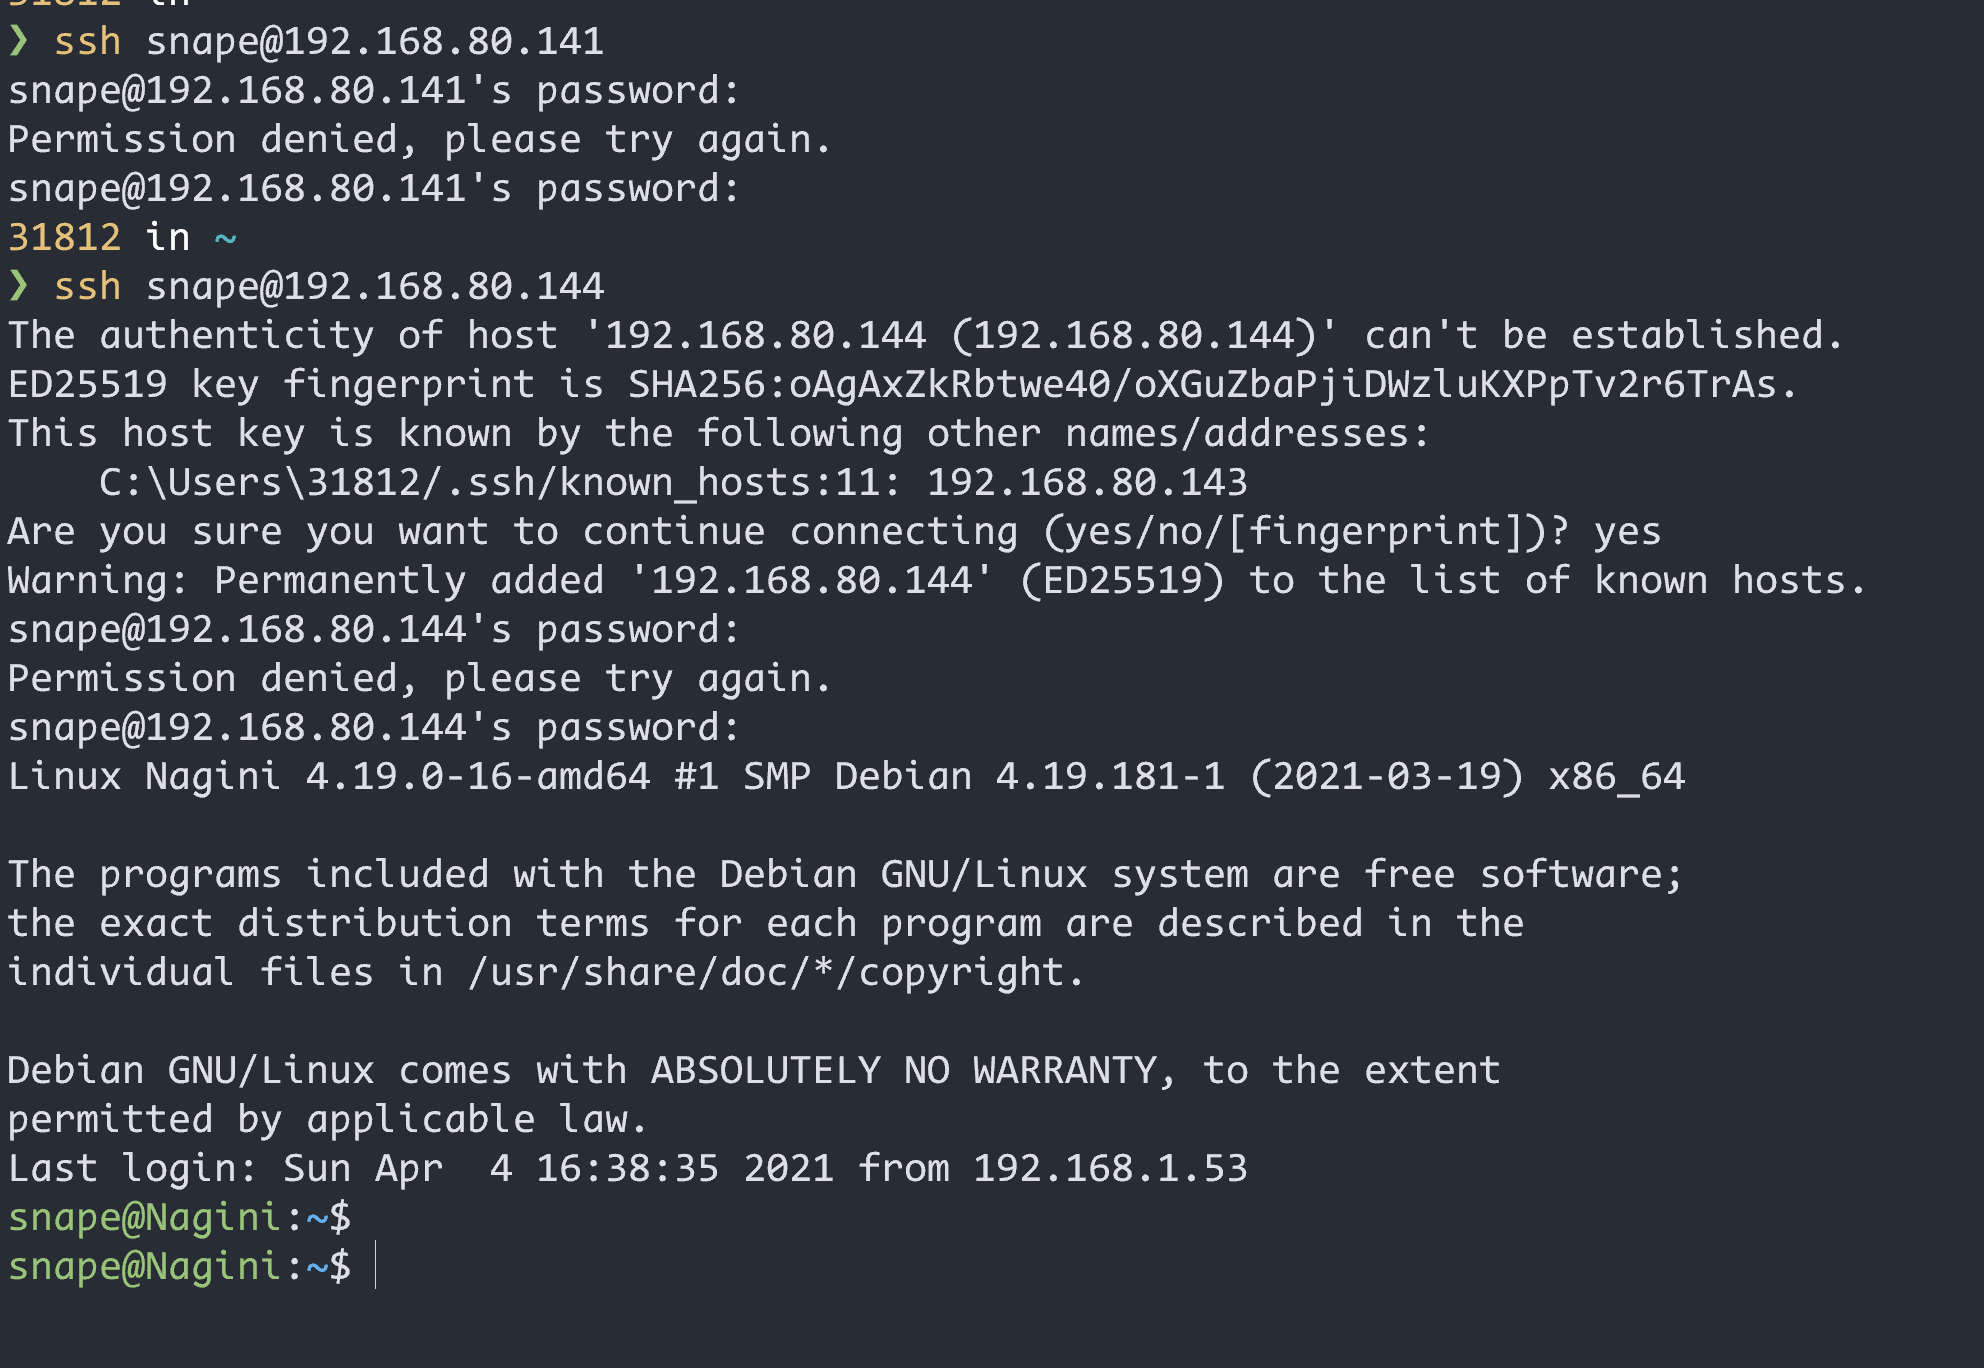 31812 in
❯ ssh snape@192.168.80.141
snape@192.168.80.141's password:
Permission denied, please try again.
snape@192.168.80.141's password:
31812 in ~
❯ ssh snape@192.168.80.144
The authenticity of host '192.168.80.144 (192.168.80.144)' can't be established.
ED25519 key fingerprint is SHA256:oAgAxZkRbtwe40/oXGuZbaPjiDWzluKXPpTv2r6TrAs.
This host key is known by the following other names/addresses:
    C:\Users\31812/.ssh/known_hosts:11: 192.168.80.143
Are you sure you want to continue connecting (yes/no/[fingerprint])? yes
Warning: Permanently added '192.168.80.144' (ED25519) to the list of known hosts.
snape@192.168.80.144's password:
Permission denied, please try again.
snape@192.168.80.144's password:
Linux Nagini 4.19.0-16-amd64 #1 SMP Debian 4.19.181-1 (2021-03-19) x86_64

The programs included with the Debian GNU/Linux system are free software;
the exact distribution terms for each program are described in the
individual files in /usr/share/doc/*/copyright.

Debian GNU/Linux comes with ABSOLUTELY NO WARRANTY, to the extent
permitted by applicable law.
Last login: Sun Apr  4 16:38:35 2021 from 192.168.1.53
snape@Nagini:~$
snape@Nagini:~$